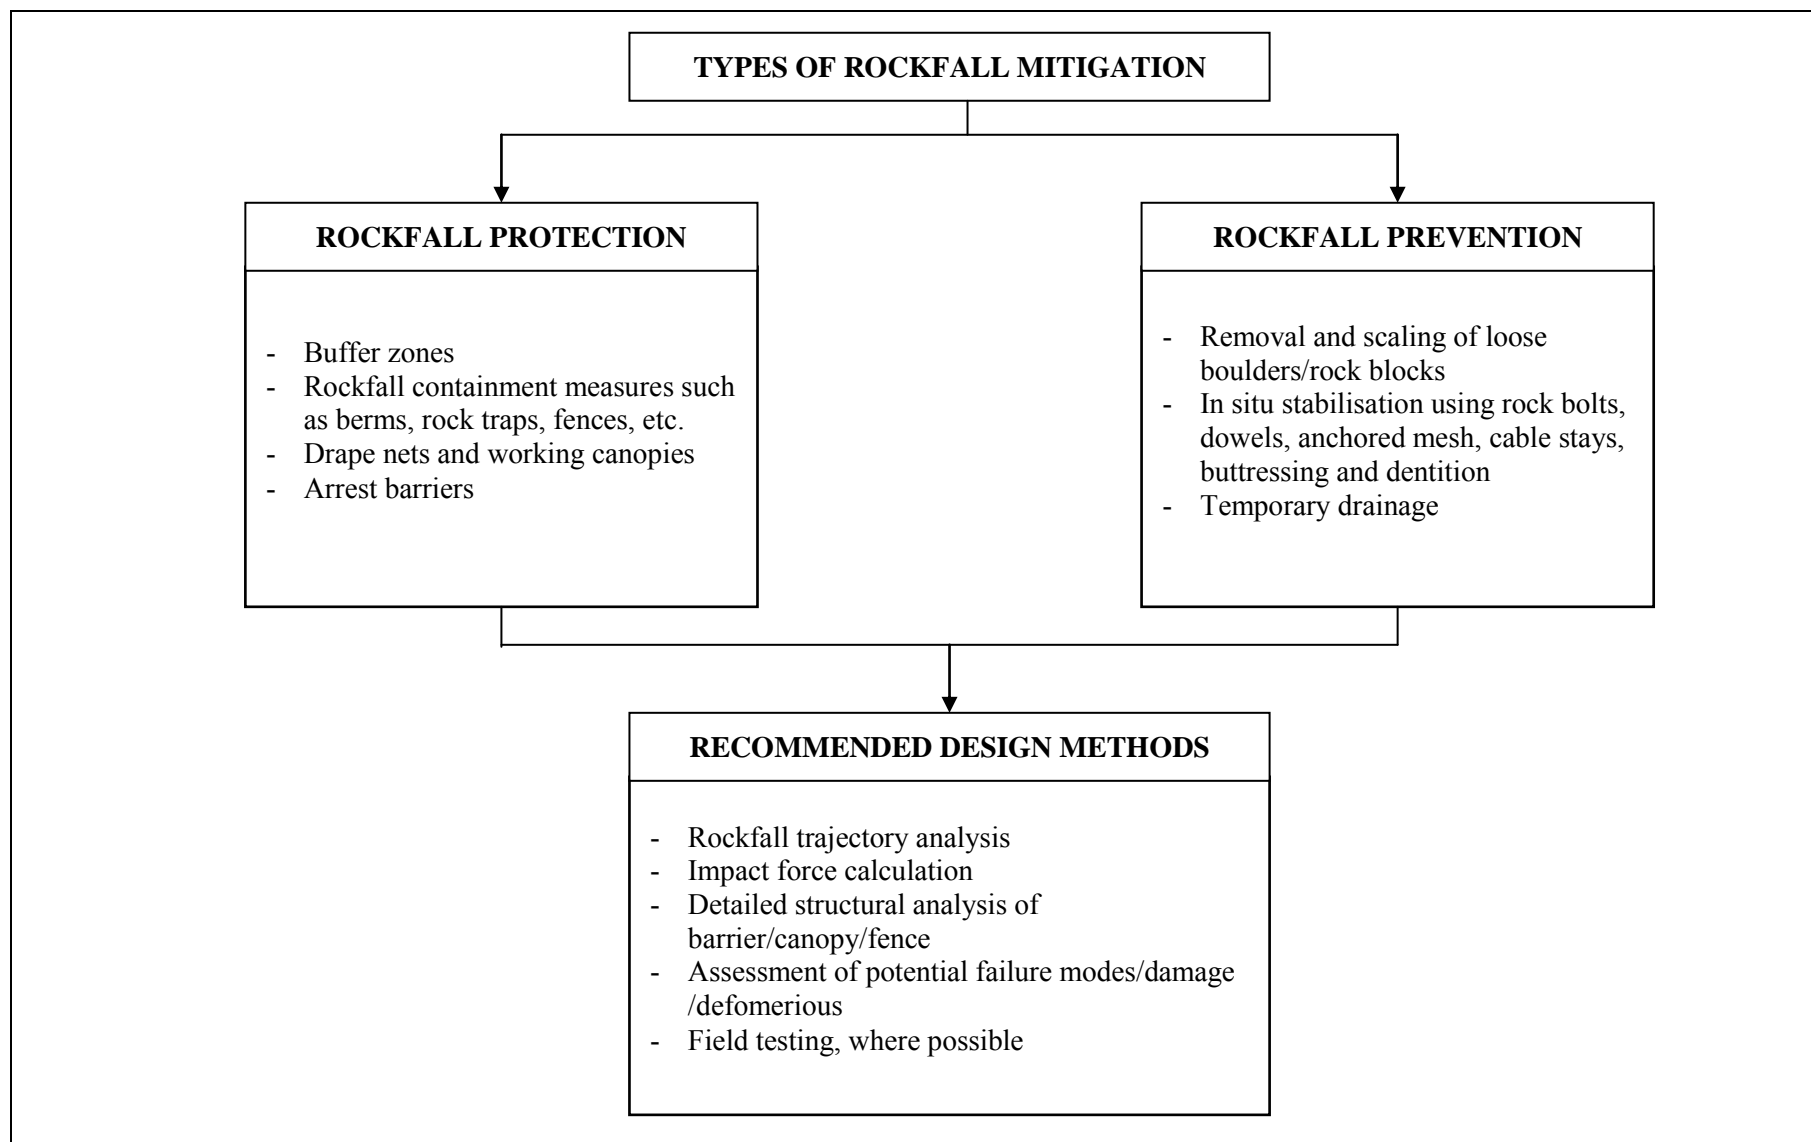 TYPES OF ROCKFALL MITIGATION
ROCKFALL PROTECTION
- Buffer zones
- Rockfall containment measures such
as berms, rock traps, fences, etc.
- Drape nets and working canopies
- Arrest barriers
ROCKFALL PREVENTION
- Removal and scaling of loose
boulders/rock blocks
- In situ stabilisation using rock bolts,
dowels, anchored mesh, cable stays,
buttressing and dentition
- Temporary drainage
RECOMMENDED DESIGN METHODS
- Rockfall trajectory analysis
- Impact force calculation
- Detailed structural analysis of
barrier/canopy/fence
- Assessment of potential failure modes/damage
/defomerious
- Field testing, where possible